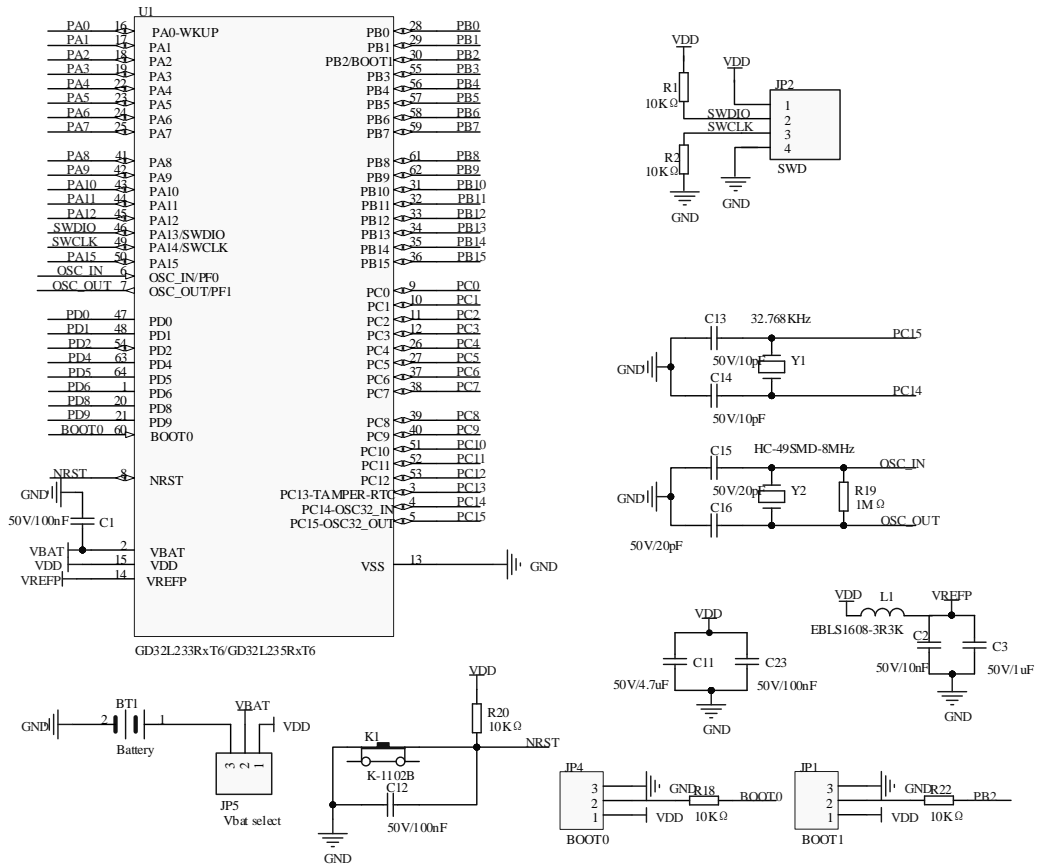 U1
PA0 16 PA0-WKUP PB0 28 PB0
PA1 17 PA1 PB1 29 PB1
PA2 18 PA2 PB2/BOOT1 30 PB2
PA3 19 PA3 PB3 55 PB3
PA4 22 PA4 PB4 56 PB4
PA5 23 PA5 PB5 57 PB5
PA6 24 PA6 PB6 58 PB6
PA7 25 PA7 PB7 59 PB7
PA8 41 PA8 PB8 61 PB8
PA9 42 PA9 PB9 62 PB9
PA10 43 PA10 PB10 31 PB10
PA11 44 PA11 PB11 32 PB11
PA12 45 PA12 PB12 33 PB12
SWDIO 46 PA13/SWDIO PB13 34 PB13
SWCLK 49 PA14/SWCLK PB14 35 PB14
PA15 50 PA15 PB15 36 PB15
OSC_IN 6 OSC_IN/PF0
OSC_OUT 7 OSC_OUT/PF1 PC0 9 PC0
PC1 10 PC1
PD0 47 PD0 PC2 11 PC2
PD1 48 PD1 PC3 12 PC3
PD2 54 PD2 PC4 26 PC4
PD4 63 PD4 PC5 27 PC5
PD5 64 PD5 PC6 37 PC6
PD6 1 PD6 PC7 38 PC7
PD8 20 PD8
PD9 21 PD9 PC8 39 PC8
BOOT0 60 BOOT0 PC9 40 PC9
PC10 51 PC10
PC11 52 PC11
NRST 8 NRST PC12 53 PC12
PC13-TAMPER-RTC 3 PC13
PC14-OSC32_IN 4 PC14
PC15-OSC32_OUT 5 PC15
GND
50V/100nF C1
VBAT 2 VBAT
VDD 15 VDD VSS 13 GND
VREFP 14 VREFP
GD32L233RxT6/GD32L235RxT6
VDD
VDD
R1
10KΩ
JP2
SWDIO 1
SWCLK 2
3
4
R2
10KΩ
SWD
GND
GND
C13 32.768KHz PC15
50V/10pF Y1
GND
C14 PC14
50V/10pF
C15 HC-49SMD-8MHz OSC_IN
50V/20pF Y2 R19
GND 1MΩ
C16 OSC_OUT
50V/20pF
VDD
C11 C23
50V/4.7uF 50V/100nF
GND
VDD L1 VREFP
EBLS1608-3R3K
C2 C3
50V/10nF 50V/1uF
GND
BT1
GND 2 1
Battery
VBAT
VDD
3 2 1
JP5
Vbat select
VDD
R20
10KΩ
K1 NRST
K-1102B
C12
50V/100nF
GND
JP4
3 GND R18
2 BOOT0
1 VDD 10KΩ
BOOT0
JP1
3 GND R22
2 PB2
1 VDD 10KΩ
BOOT1